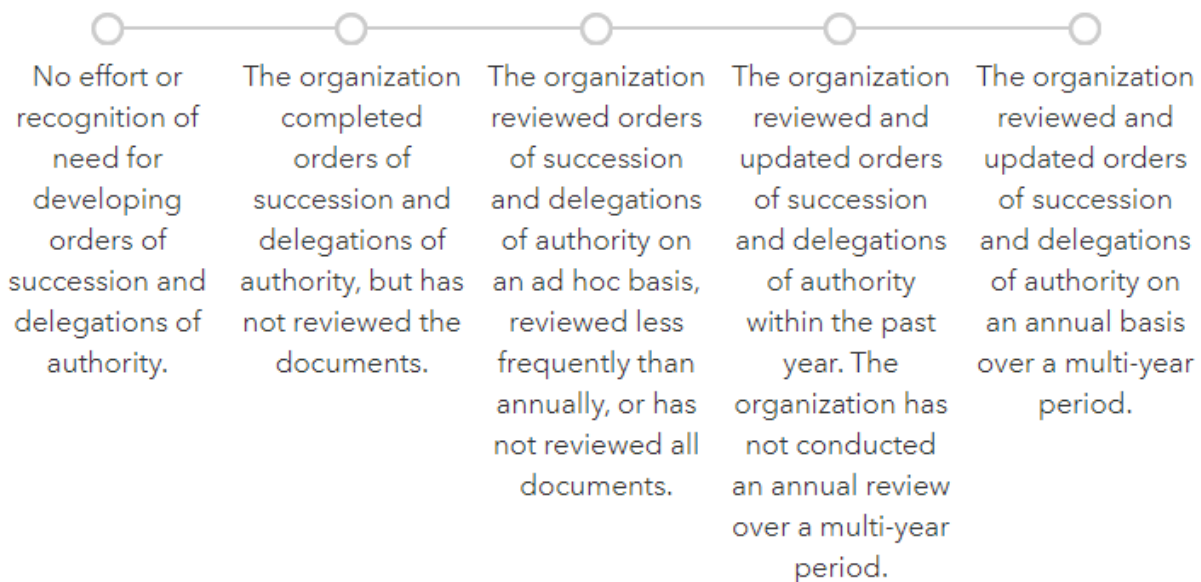 No effort or
recognition of
need for
developing
orders of
succession and
delegations of
authority.
The organization
completed
orders of
succession and
delegations of
authority, but has
not reviewed the
documents.
The organization
reviewed orders
of succession
and delegations
of authority on
an ad hoc basis,
reviewed less
frequently than
annually, or has
not reviewed all
documents.
The organization
reviewed and
updated orders
of succession
and delegations
of authority
within the past
year. The
organization has
not conducted
an annual review
over a multi-year
period.
The organization
reviewed and
updated orders
of succession
and delegations
of authority on
an annual basis
over a multi-year
period.